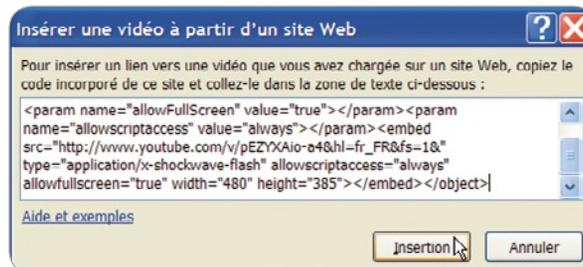 Insérer une vidéo à partir d'un site Web
Pour insérer un lien vers une vidéo que vous avez chargée sur un site Web, copiez le
code incorporé de ce site et collez-le dans la zone de texte ci-dessous :
<param name="allowFullScreen" value="true"></param><param
name="allowscriptaccess" value="always"></param><embed
src="http://www.youtube.com/v/pEZYXAio-a4&hl=fr_FR&fs=1&"
type="application/x-shockwave-flash" allowscriptaccess="always"
allowfullscreen="true" width="480" height="385"></embed></object>
Aide et exemples
Insertion Annuler